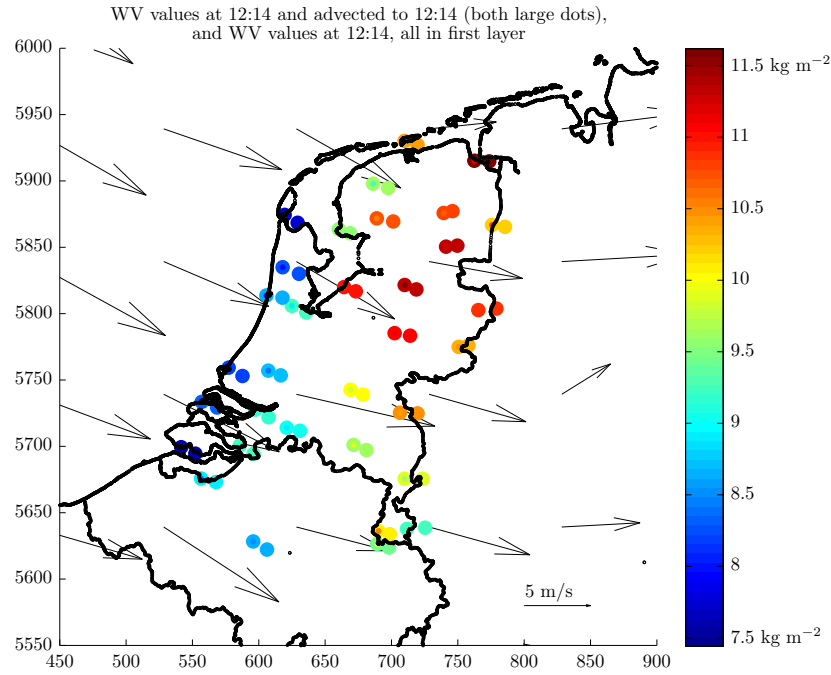 WV values at 12:14 and advected to 12:14 (both large dots),
and WV values at 12:14, all in first layer
6000
5950
5900
5850
5800
5750
5700
5650
5600
5550
450 500 550 600 650 700 750 800 850 900
5 m/s
11.5 kg m−2
11
10.5
10
9.5
9
8.5
8
7.5 kg m−2